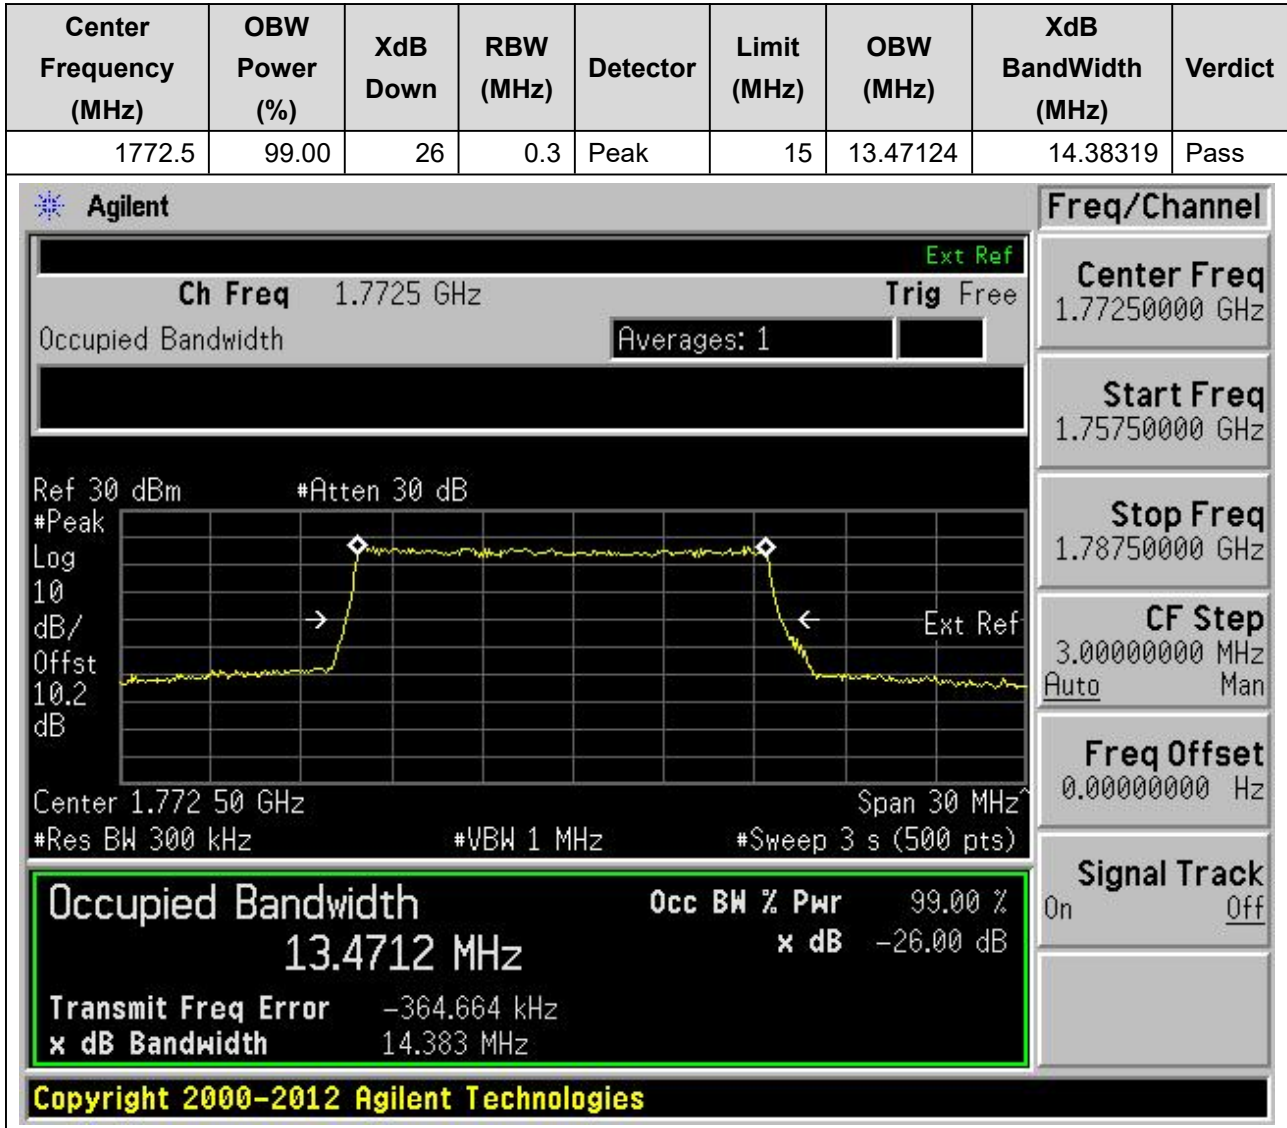 Center Frequency (MHz) OBW Power (%) XdB Down RBW (MHz) Detector Limit (MHz) OBW (MHz) XdB BandWidth (MHz) Verdict
1772.5 99.00 26 0.3 Peak 15 13.47124 14.38319 Pass
Agilent
Freq/Channel
Ext Ref
Ch Freq 1.7725 GHz Trig Free
Occupied Bandwidth Averages: 1
Center Freq
1.77250000 GHz
Start Freq
1.75750000 GHz
Stop Freq
1.78750000 GHz
CF Step
3.00000000 MHz
Auto Man
Freq Offset
0.00000000 Hz
Signal Track
On Off
Ref 30 dBm #Atten 30 dB
#Peak
Log
10
dB/
Offst
10.2
dB
Ext Ref
Center 1.772 50 GHz Span 30 MHz^
#Res BW 300 kHz #VBW 1 MHz #Sweep 3 s (500 pts)
Occupied Bandwidth
13.4712 MHz
Occ BW % Pwr 99.00 %
x dB -26.00 dB
Transmit Freq Error -364.664 kHz
x dB Bandwidth 14.383 MHz
Copyright 2000-2012 Agilent Technologies